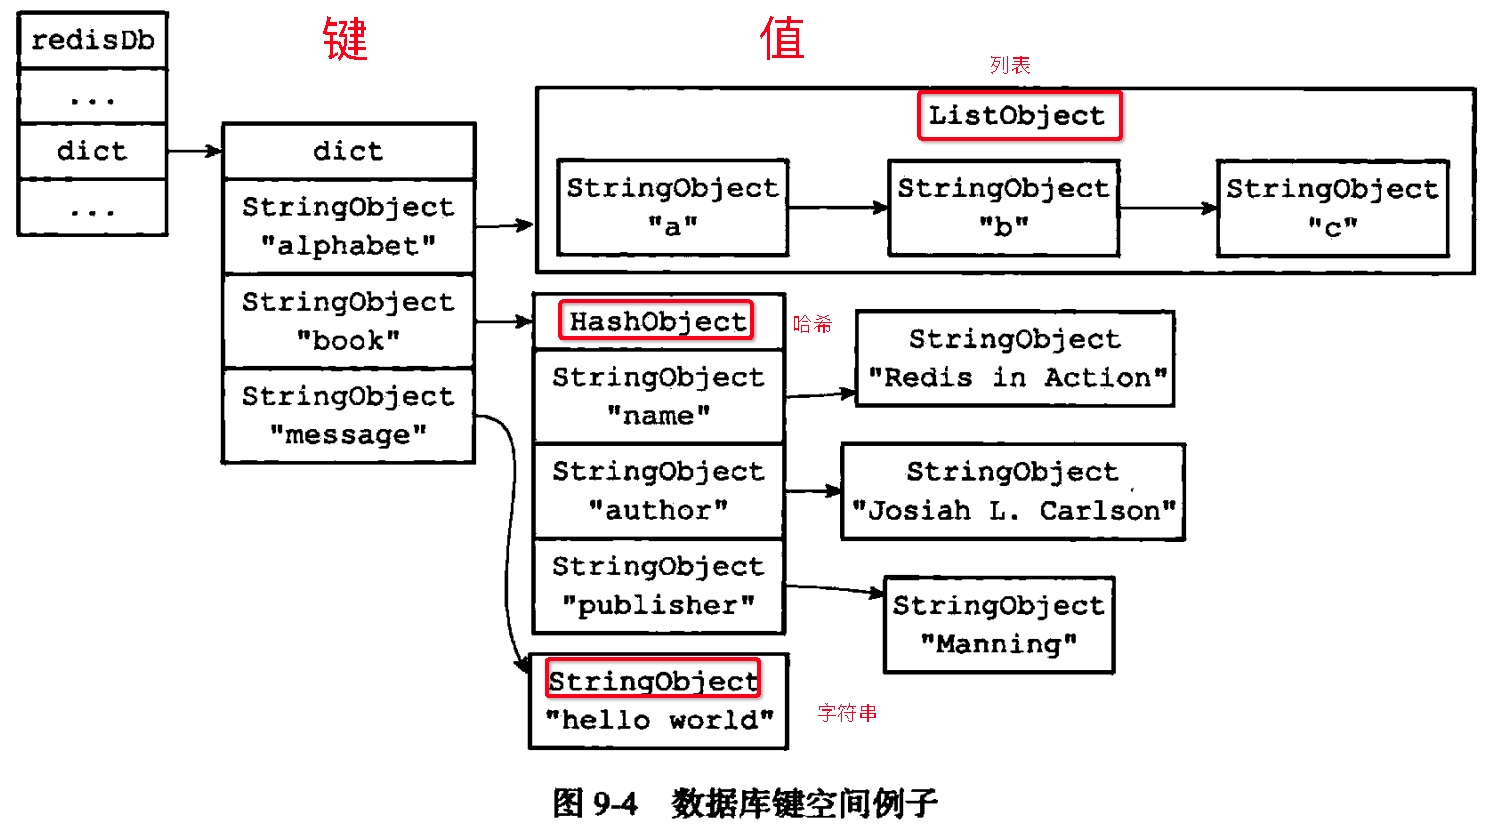 redisDb
...
dict
...
键
值
dict
StringObject
"alphabet"
StringObject
"book"
StringObject
"message"
列表
ListObject
StringObject
"a"
StringObject
"b"
StringObject
"c"
HashObject
哈希
StringObject
"name"
StringObject
"Redis in Action"
StringObject
"author"
StringObject
"Josiah L. Carlson"
StringObject
"publisher"
StringObject
"Manning"
StringObject
"hello world"
字符串
图 9-4 数据库键空间例子